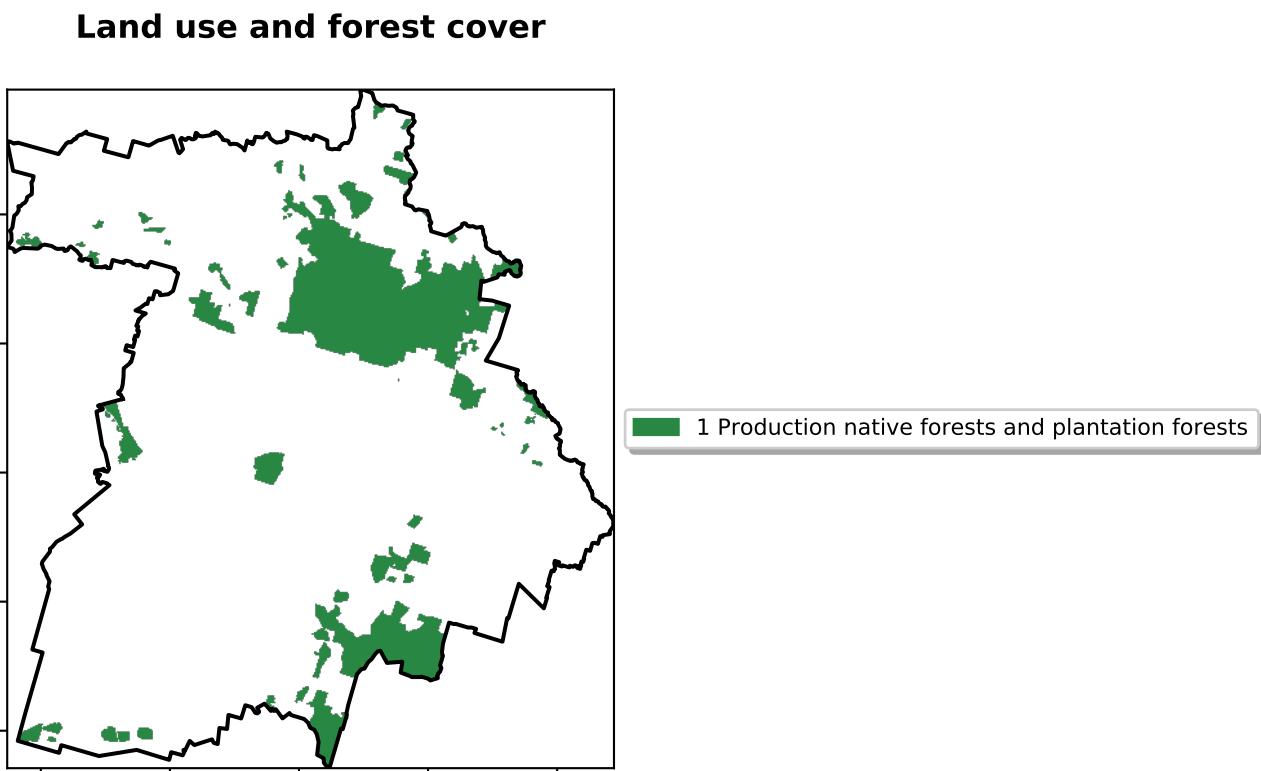 Land use and forest cover
1 Production native forests and plantation forests